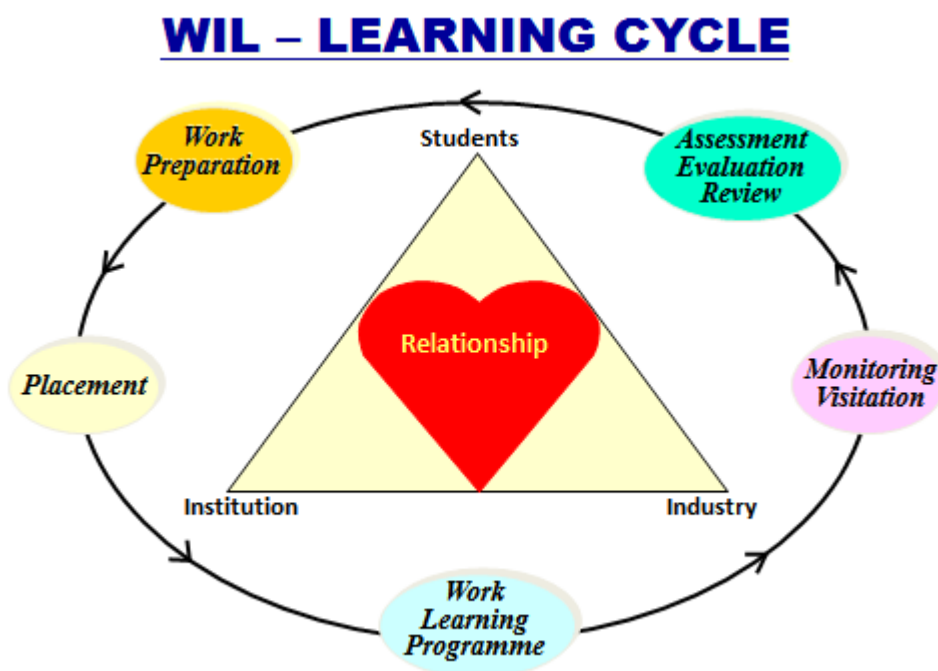 WIL – LEARNING CYCLE
Students
Work
Preparation
Assessment
Evaluation
Review
Relationship
Placement
Monitoring
Visitation
Institution
Industry
Work
Learning
Programme